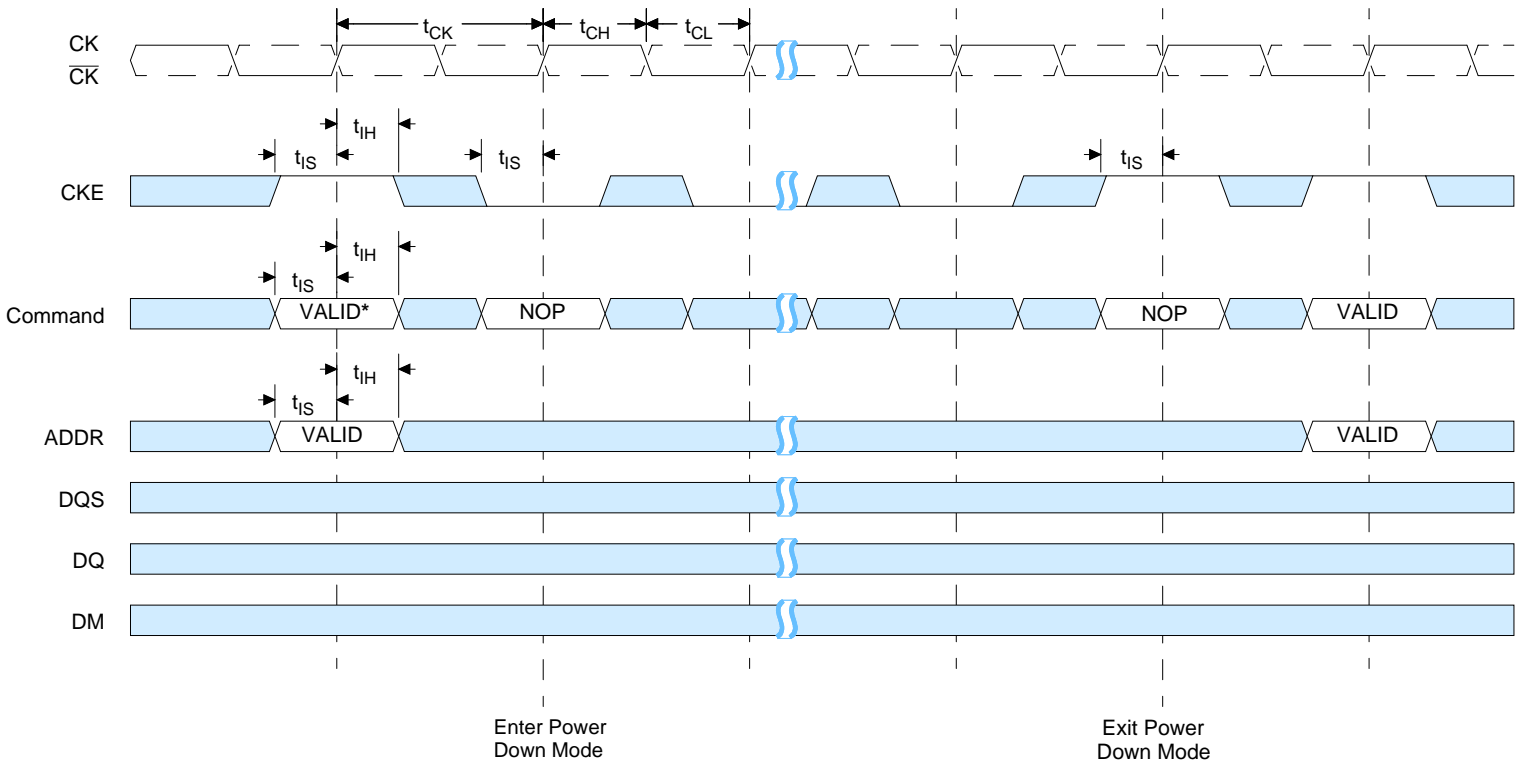 tCK
tCH
tCL
CK
CK
tIH
tIS
tIS
tIS
CKE
tIH
tIS
Command
VALID*
NOP
NOP
VALID
tIH
tIS
ADDR
VALID
VALID
DQS
DQ
DM
Enter Power
Down Mode
Exit Power
Down Mode